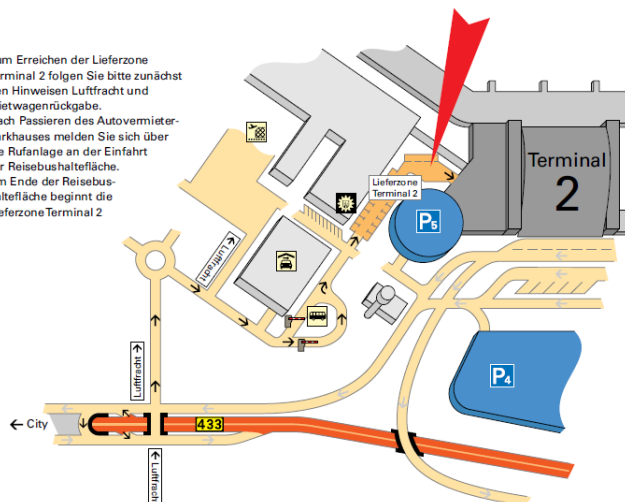 um Erreichen der Lieferzone
rminal 2 folgen Sie bitte zunächst
en Hinweisen Luftfracht und
ietwagenrückgabe.
ach Passieren des Autovermieter-
arkhauses melden Sie sich über
e Rufanlage an der Einfahrt
r Reisebushaltefläche.
m Ende der Reisebus-
altefläche beginnt die
eferzone Terminal 2
Terminal
2
Lieferzone
Terminal 2
P5
Luftfracht
P4
Luftfracht
City
433
Luftfracht